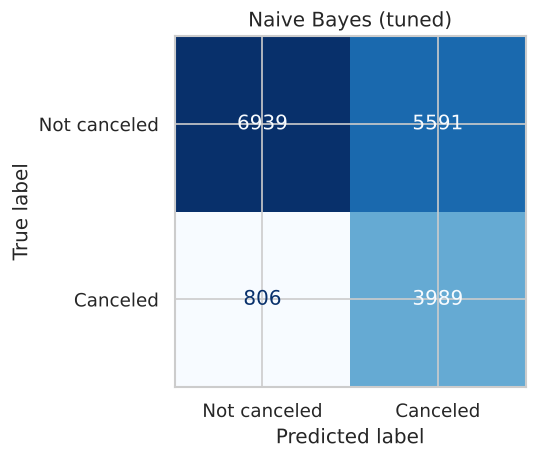 Naive Bayes (tuned)
True label
Not canceled
6939
5591
Canceled
806
3989
Not canceled
Canceled
Predicted label